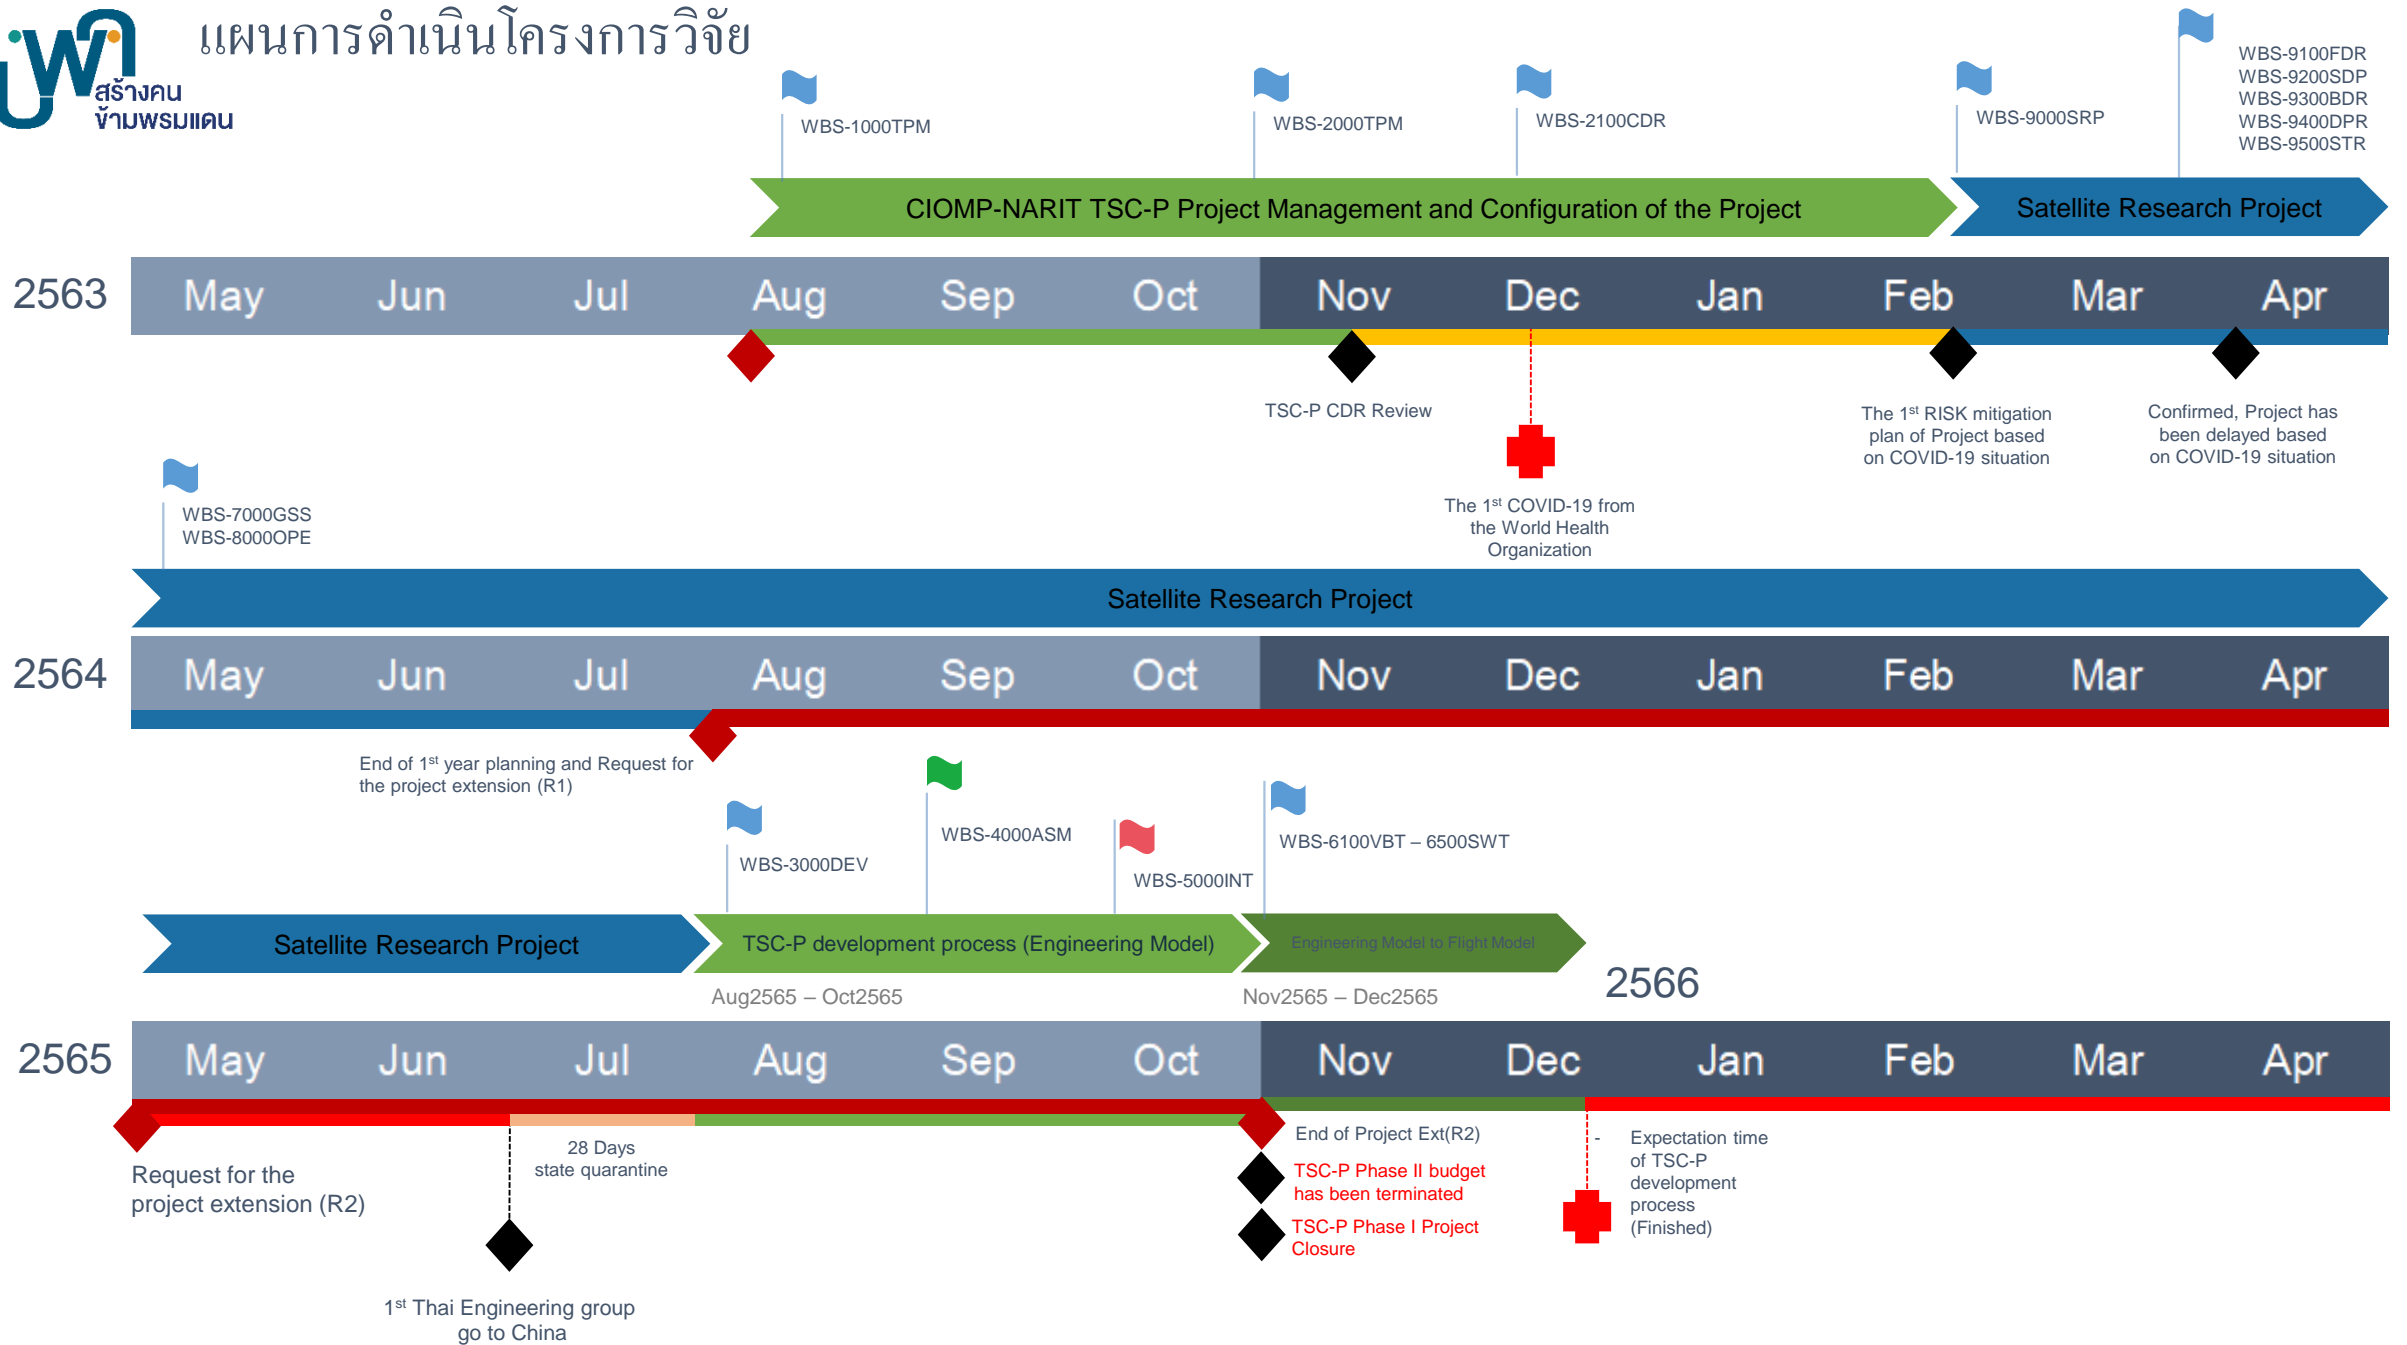 แผนการดำเนินโครงการวิจัย
พา
สร้างคน
ข้ามพรมแดน
WBS-1000TPM
WBS-2000TPM
WBS-2100CDR
WBS-9000SRP
WBS-9100FDR
WBS-9200SDP
WBS-9300BDR
WBS-9400DPR
WBS-9500STR
CIOMP-NARIT TSC-P Project Management and Configuration of the Project
Satellite Research Project
2563
May Jun Jul Aug Sep Oct Nov Dec Jan Feb Mar Apr
TSC-P CDR Review
The 1st COVID-19 from
the World Health
Organization
The 1st RISK mitigation
plan of Project based
on COVID-19 situation
Confirmed, Project has
been delayed based
on COVID-19 situation
WBS-7000GSS
WBS-8000OPE
Satellite Research Project
2564
May Jun Jul Aug Sep Oct Nov Dec Jan Feb Mar Apr
End of 1st year planning and Request for
the project extension (R1)
WBS-3000DEV
WBS-4000ASM
WBS-5000INT
WBS-6100VBT – 6500SWT
Satellite Research Project
TSC-P development process (Engineering Model)
Engineering Model to Flight Model
Aug2565 – Oct2565
Nov2565 – Dec2565
2566
2565
May Jun Jul Aug Sep Oct Nov Dec Jan Feb Mar Apr
Request for the
project extension (R2)
28 Days
state quarantine
1st Thai Engineering group
go to China
End of Project Ext(R2)
TSC-P Phase II budget
has been terminated
TSC-P Phase I Project
Closure
- Expectation time
of TSC-P
development
process
(Finished)